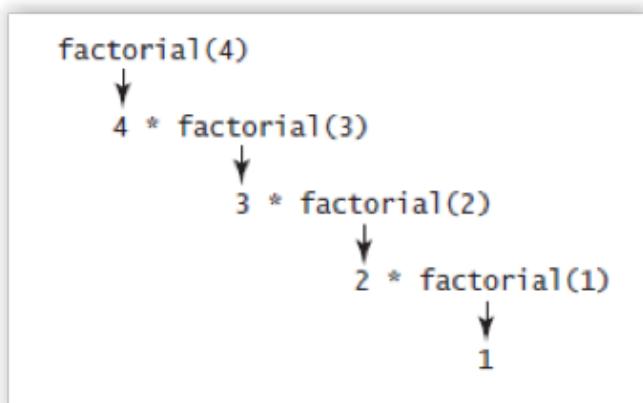 factorial(4)
4 * factorial(3)
3 * factorial(2)
2 * factorial(1)
1